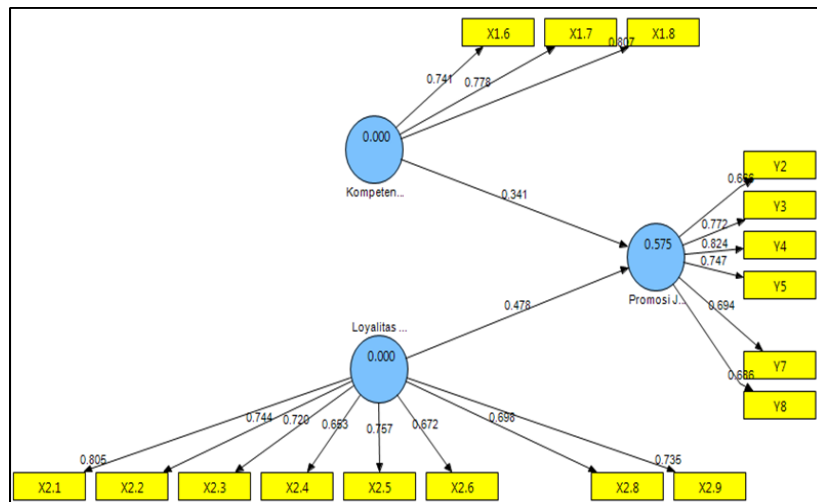 X1.6
X1.7
X1.8
0.741
0.778
0.807
0.000
Kompeten...
0.341
Y2
0.666
Y3
0.772
Y4
0.824
0.575
Y5
0.747
Promosi J...
0.478
0.694
Loyalitas ...
0.000
Y7
0.686
Y8
0.805
0.744
0.720
0.653
0.757
0.672
0.698
0.735
X2.1
X2.2
X2.3
X2.4
X2.5
X2.6
X2.8
X2.9